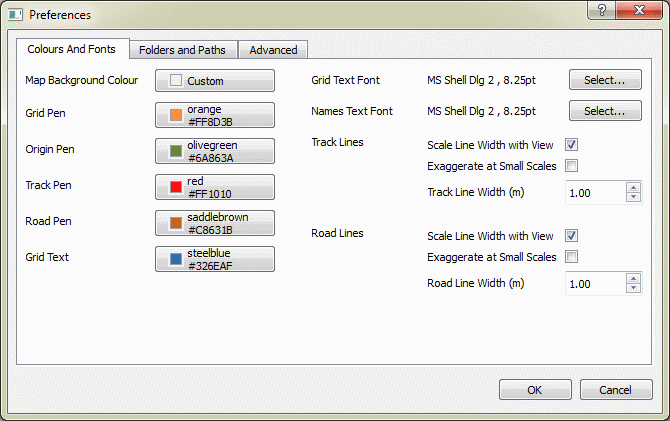 Preferences
?
Colours And Fonts
Folders and Paths
Advanced
Map Background Colour
Custom
Grid Pen
orange
#FF8D3B
Origin Pen
olivegreen
#6A863A
Track Pen
red
#FF1010
Road Pen
saddlebrown
#C8631B
Grid Text
steelblue
#326EAF
Grid Text Font
MS Shell Dlg 2 , 8.25pt
Select...
Names Text Font
MS Shell Dlg 2 , 8.25pt
Select...
Track Lines
Scale Line Width with View
Exaggerate at Small Scales
Track Line Width (m)
1.00
Road Lines
Scale Line Width with View
Exaggerate at Small Scales
Road Line Width (m)
1.00
OK
Cancel